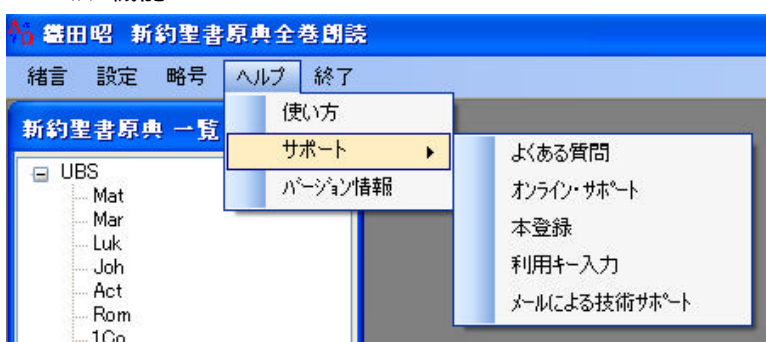 織田昭 新約聖書原典全巻朗読
緒言 設定 略号 ヘルプ 終了
使い方
サポート
バージョン情報
よくある質問
オンライン・サポート
本登録
利用キー入力
メールによる技術サポート
新約聖書原典 一覧
UBS
Mat
Mar
Luk
Joh
Act
Rom
1Co